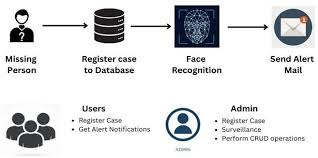 Missing
Person
Register case
to Database
Face
Recognition
Send Alert
Mail
Users
• Register Case
• Get Alert Notifications
Admin
• Register Case
• Surveillance
• Perform CRUD operations
ADMIN